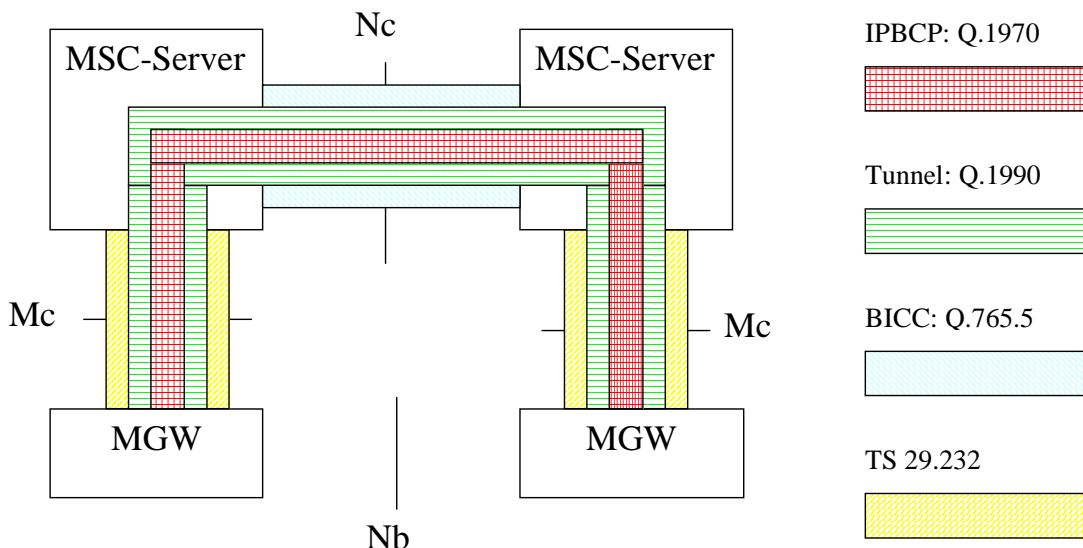 Nc
MSC-Server
MSC-Server
Mc
Mc
MGW
MGW
Nb
IPBCP: Q.1970
Tunnel: Q.1990
BICC: Q.765.5
TS 29.232